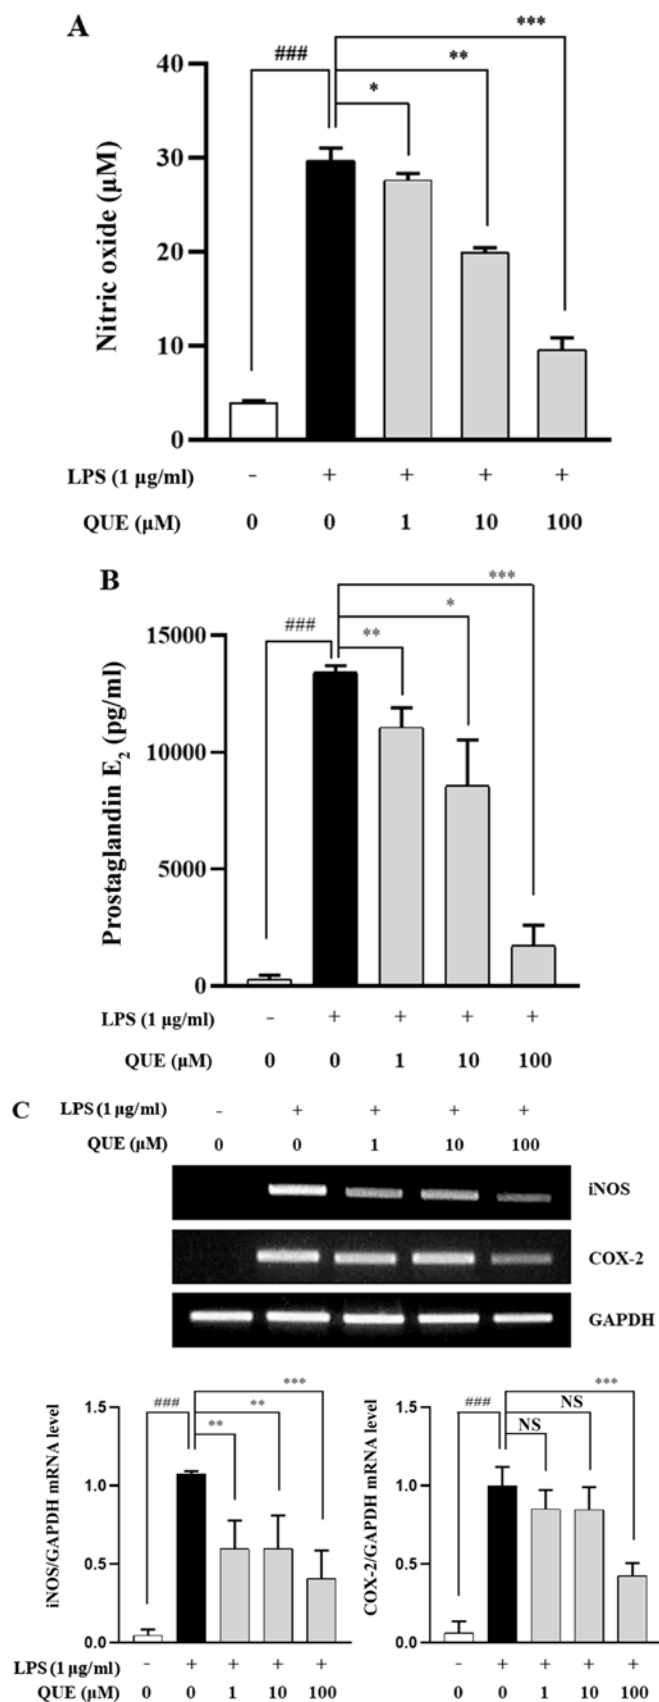 A
***
###
**
*
40
30
20
10
0
Nitric oxide (μM)
LPS (1 μg/ml) - + + + +
QUE (μM) 0 0 1 10 100
B
***
*
###
**
15000
10000
5000
0
Prostaglandin E2 (pg/ml)
LPS (1 μg/ml) - + + + +
QUE (μM) 0 0 1 10 100
C
LPS (1 μg/ml) - + + + +
QUE (μM) 0 0 1 10 100
iNOS
COX-2
GAPDH
***
###
**
**
1.5
1.0
0.5
0.0
iNOS/GAPDH mRNA level
***
###
NS
NS
1.5
1.0
0.5
0.0
COX-2/GAPDH mRNA level
LPS (1 μg/ml) - + + + + - + + + +
QUE (μM) 0 0 1 10 100 0 0 1 10 100